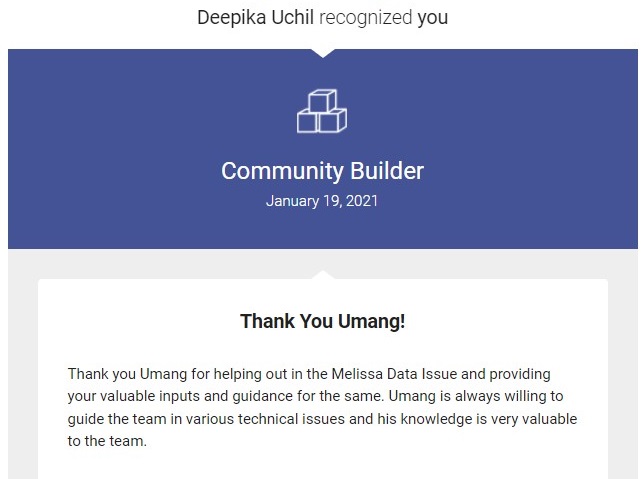 Deepika Uchil recognized you
Community Builder
January 19, 2021
Thank You Umang!
Thank you Umang for helping out in the Melissa Data Issue and providing
your valuable inputs and guidance for the same. Umang is always willing to
guide the team in various technical issues and his knowledge is very valuable
to the team.